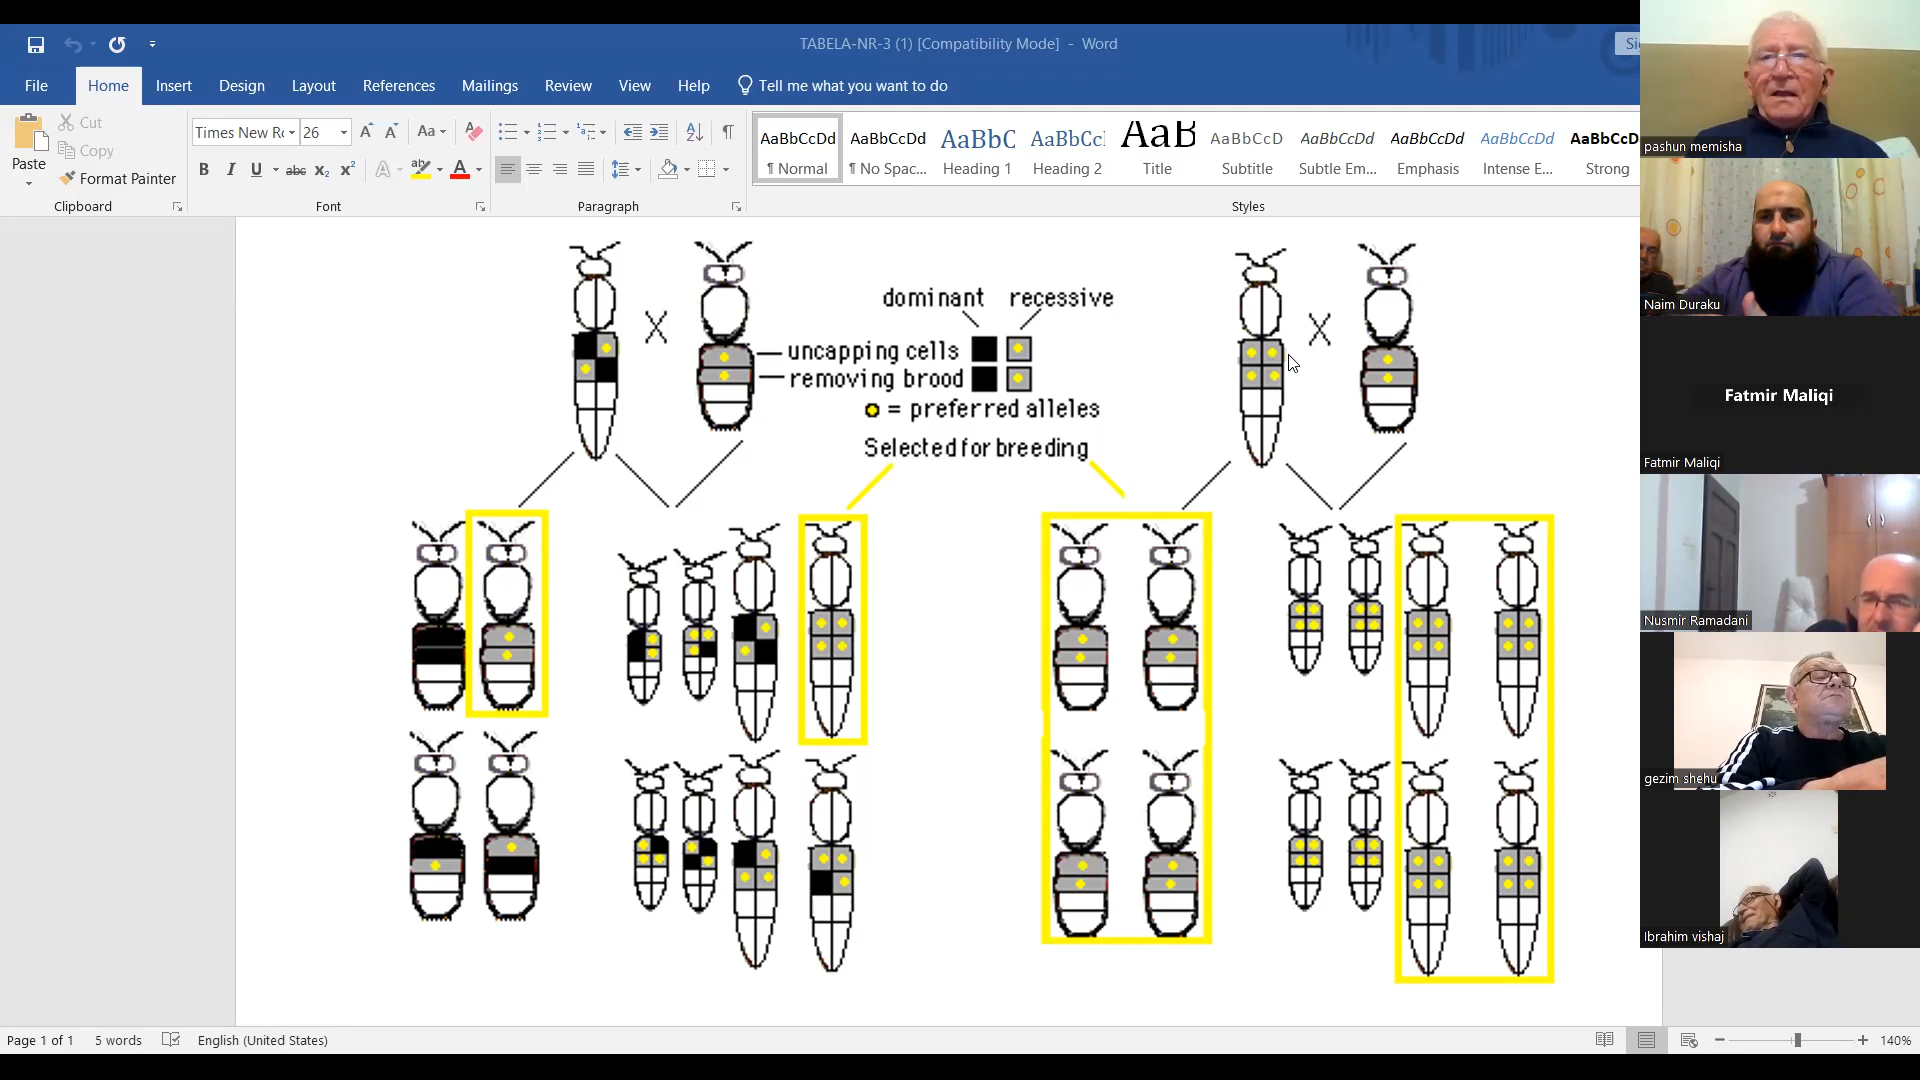 TABELA-NR-3 (1) [Compatibility Mode] - Word
File Home Insert Design Layout References Mailings Review View Help Tell me what you want to do
Paste
Cut
Copy
Format Painter
Times New Ro 26
AaBbCcDd AaBbCcDd AaBbC AaBbCc AaB AaBbCcD AaBbCcDd AaBbCcDd AaBbCcDd AaBbCcD
¶ Normal ¶ No Spac... Heading 1 Heading 2 Title Subtitle Subtle Em... Emphasis Intense E... Strong
Clipboard Font Paragraph Styles
dominant recessive
X
uncapping cells
removing brood
= preferred alleles
Selected for breeding
X
pashun memisha
Naim Duraku
Fatmir Maliqi
Fatmir Maliqi
Nusmir Ramadani
gezim shehu
Ibrahim vishaj
Page 1 of 1 5 words English (United States) 140%